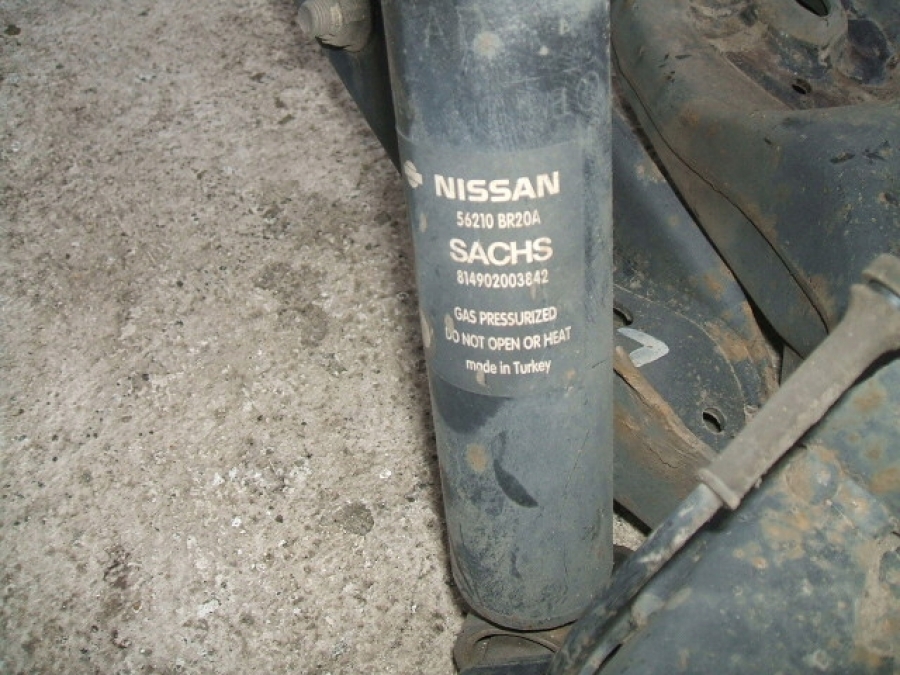 NISSAN
56210 BR20A
SACHS
814902003842
GAS PRESSURIZED
DO NOT OPEN OR HEAT
made in Turkey